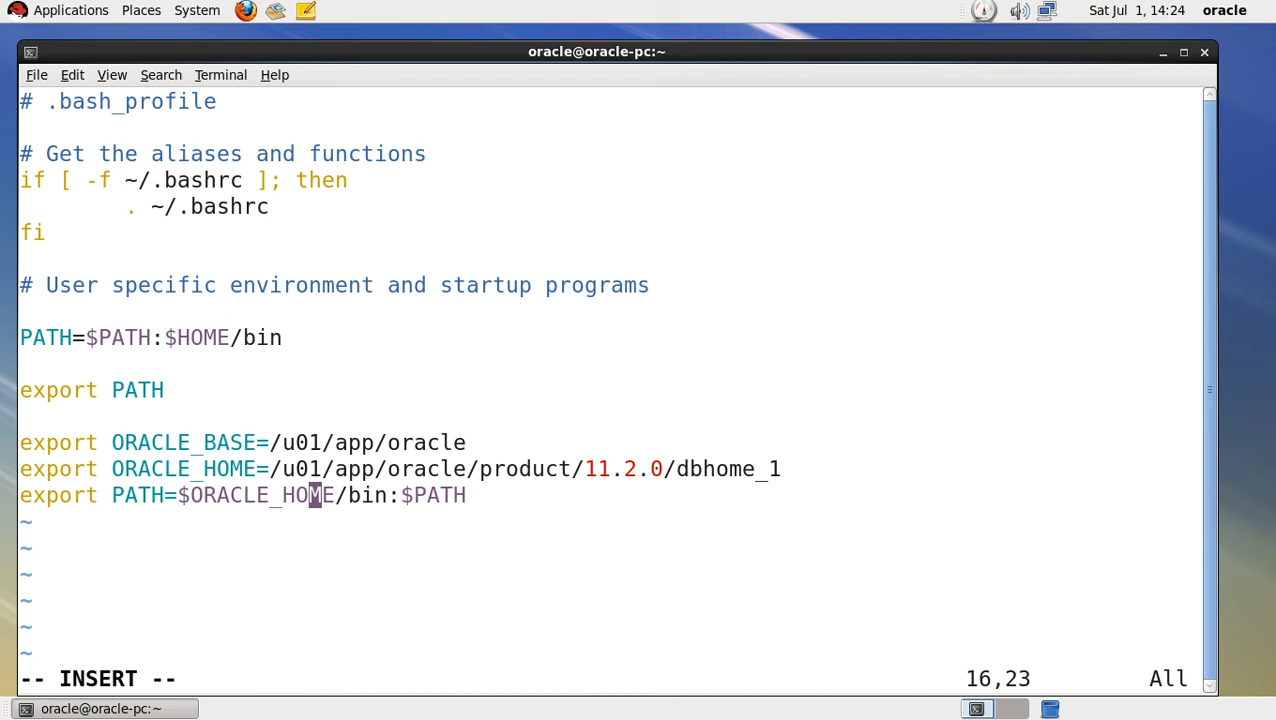 Applications Places System Sat Jul 1, 14:24 oracle
oracle@oracle-pc:~
File Edit View Search Terminal Help
# .bash_profile
# Get the aliases and functions
if [ -f ~/.bashrc ]; then
        . ~/.bashrc
fi
# User specific environment and startup programs
PATH=$PATH:$HOME/bin
export PATH
export ORACLE_BASE=/u01/app/oracle
export ORACLE_HOME=/u01/app/oracle/product/11.2.0/dbhome_1
export PATH=$ORACLE_HOME/bin:$PATH
~
~
~
~
~
~
-- INSERT -- 16,23 All
oracle@oracle-pc:~